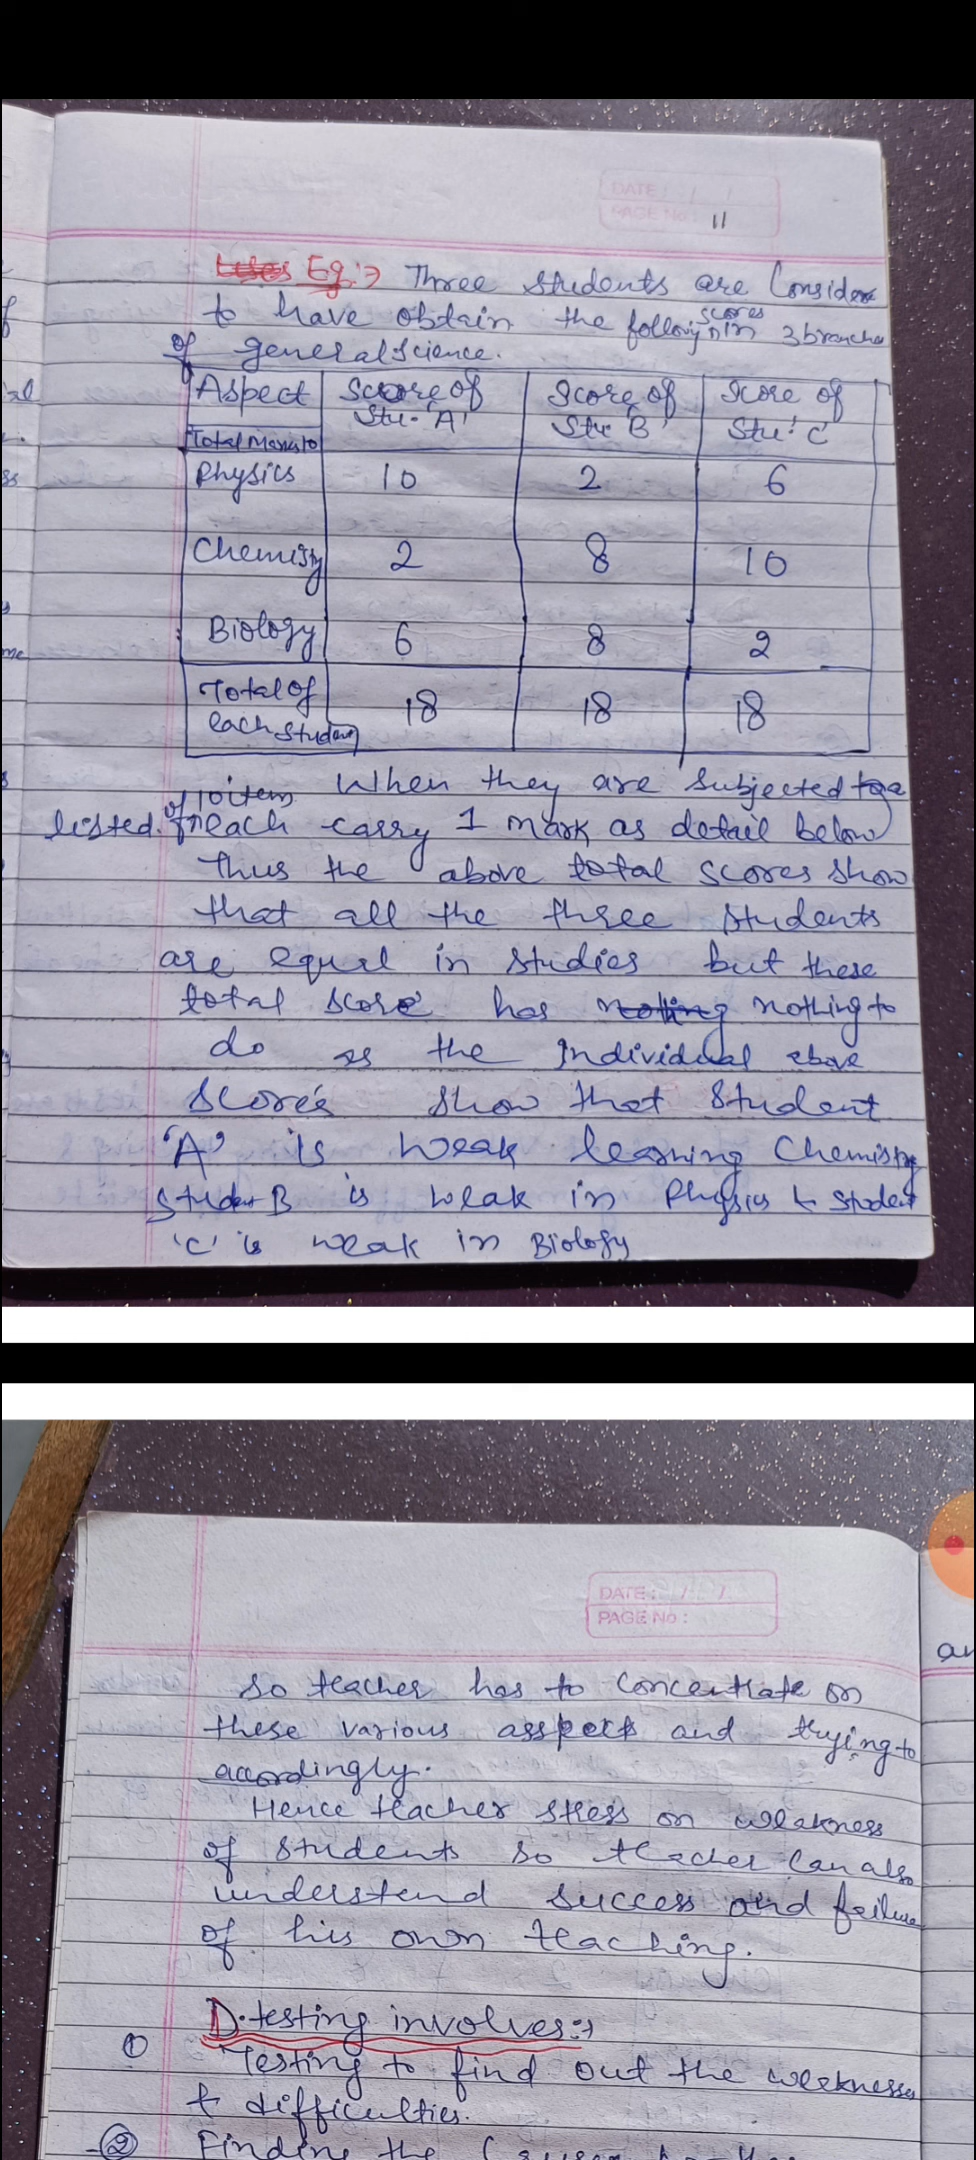 DATE: / /
PAGE No: 11
Eg:→ Three students are Consider
to have obtain the following scores in 3 branches
of general science.
Aspect Score of Stu. 'A' Score of Stu 'B' Score of Stu. 'C'
Total Marks 10
Physics 10 2 6
Chemisty 2 8 10
Biology 6 8 2
Total of each student 18 18 18
When they are subjected to a
listed. of 10 item each carry 1 mark as detail below
Thus the above total scores show
that all the three students
are equal in studies but these
total score has nothing to
do as the individual above
scores show that student
'A' is weak learning Chemisty
Student B is weak in Physics & student
'C' is weak in Biology
DATE: / /
PAGE No:
So teacher has to Concentrate on
these various asspects and trying to
accordingly.
Hence teacher stress on weakness
of students so teacher can also
understand success and failure
of his own teaching.
D. testing involves:→
① Testing to find out the weaknesses
& difficulties.
② Finding the